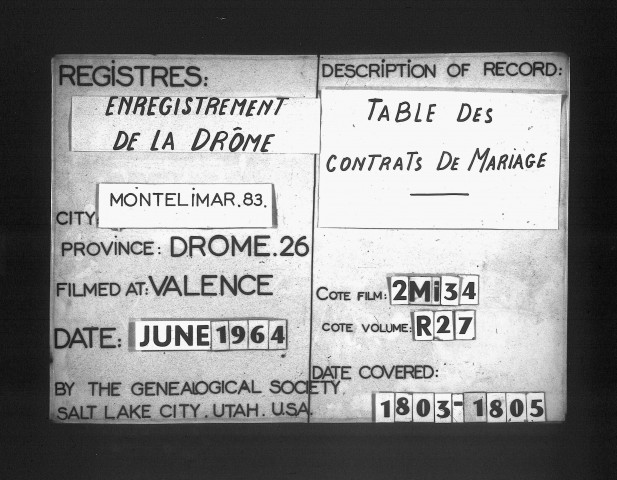 REGISTRES:
ENREGISTREMENT
DE LA DRÔME
CITY MONTELIMAR.83.
PROVINCE: DROME.26
FILMED AT: VALENCE
DATE: JUNE 1964
BY THE GENEALOGICAL SOCIETY
SALT LAKE CITY. UTAH. U.S.A.
DESCRIPTION OF RECORD:
TABLE DES
CONTRATS DE MARIAGE
COTE FILM: 2Mi34
COTE VOLUME: R27
DATE COVERED:
1803-1805